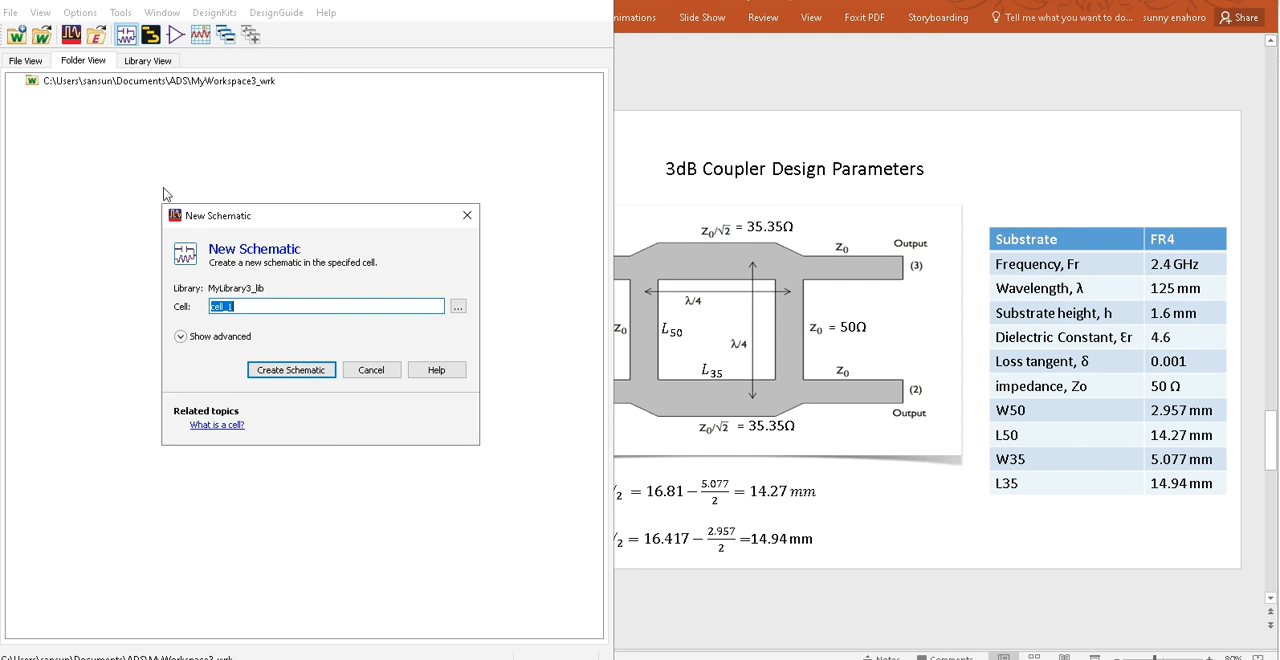 File View Options Tools Window DesignKits DesignGuide Help
File View Folder View Library View
C:\Users\sansun\Documents\ADS\MyWorkspace3_wrk
New Schematic
New Schematic
Create a new schematic in the specifed cell.
Library: MyLibrary3_lib
Cell: cell_1
...
Show advanced
Create Schematic Cancel Help
Related topics
What is a cell?
Slide Show Review View Foxit PDF Storyboarding Tell me what you want to do... sunny enahoro Share
3dB Coupler Design Parameters
Z₀/√2 = 35.35Ω
Z₀
Output
(3)
λ/4
Z₀
L₅₀
Z₀ = 50Ω
λ/4
L₃₅
Z₀
(2)
Output
Z₀/√2 = 35.35Ω
= 16.81 − 5.077/2 = 14.27 mm
= 16.417 − 2.957/2 =14.94 mm
Substrate FR4
Frequency, Fr 2.4 GHz
Wavelength, λ 125 mm
Substrate height, h 1.6 mm
Dielectric Constant, Ɛr 4.6
Loss tangent, δ 0.001
impedance, Zo 50 Ω
W50 2.957 mm
L50 14.27 mm
W35 5.077 mm
L35 14.94 mm
C:\Users\sansun\Documents\ADS\MyWorkspace3_wrk
Notes Comments 80%